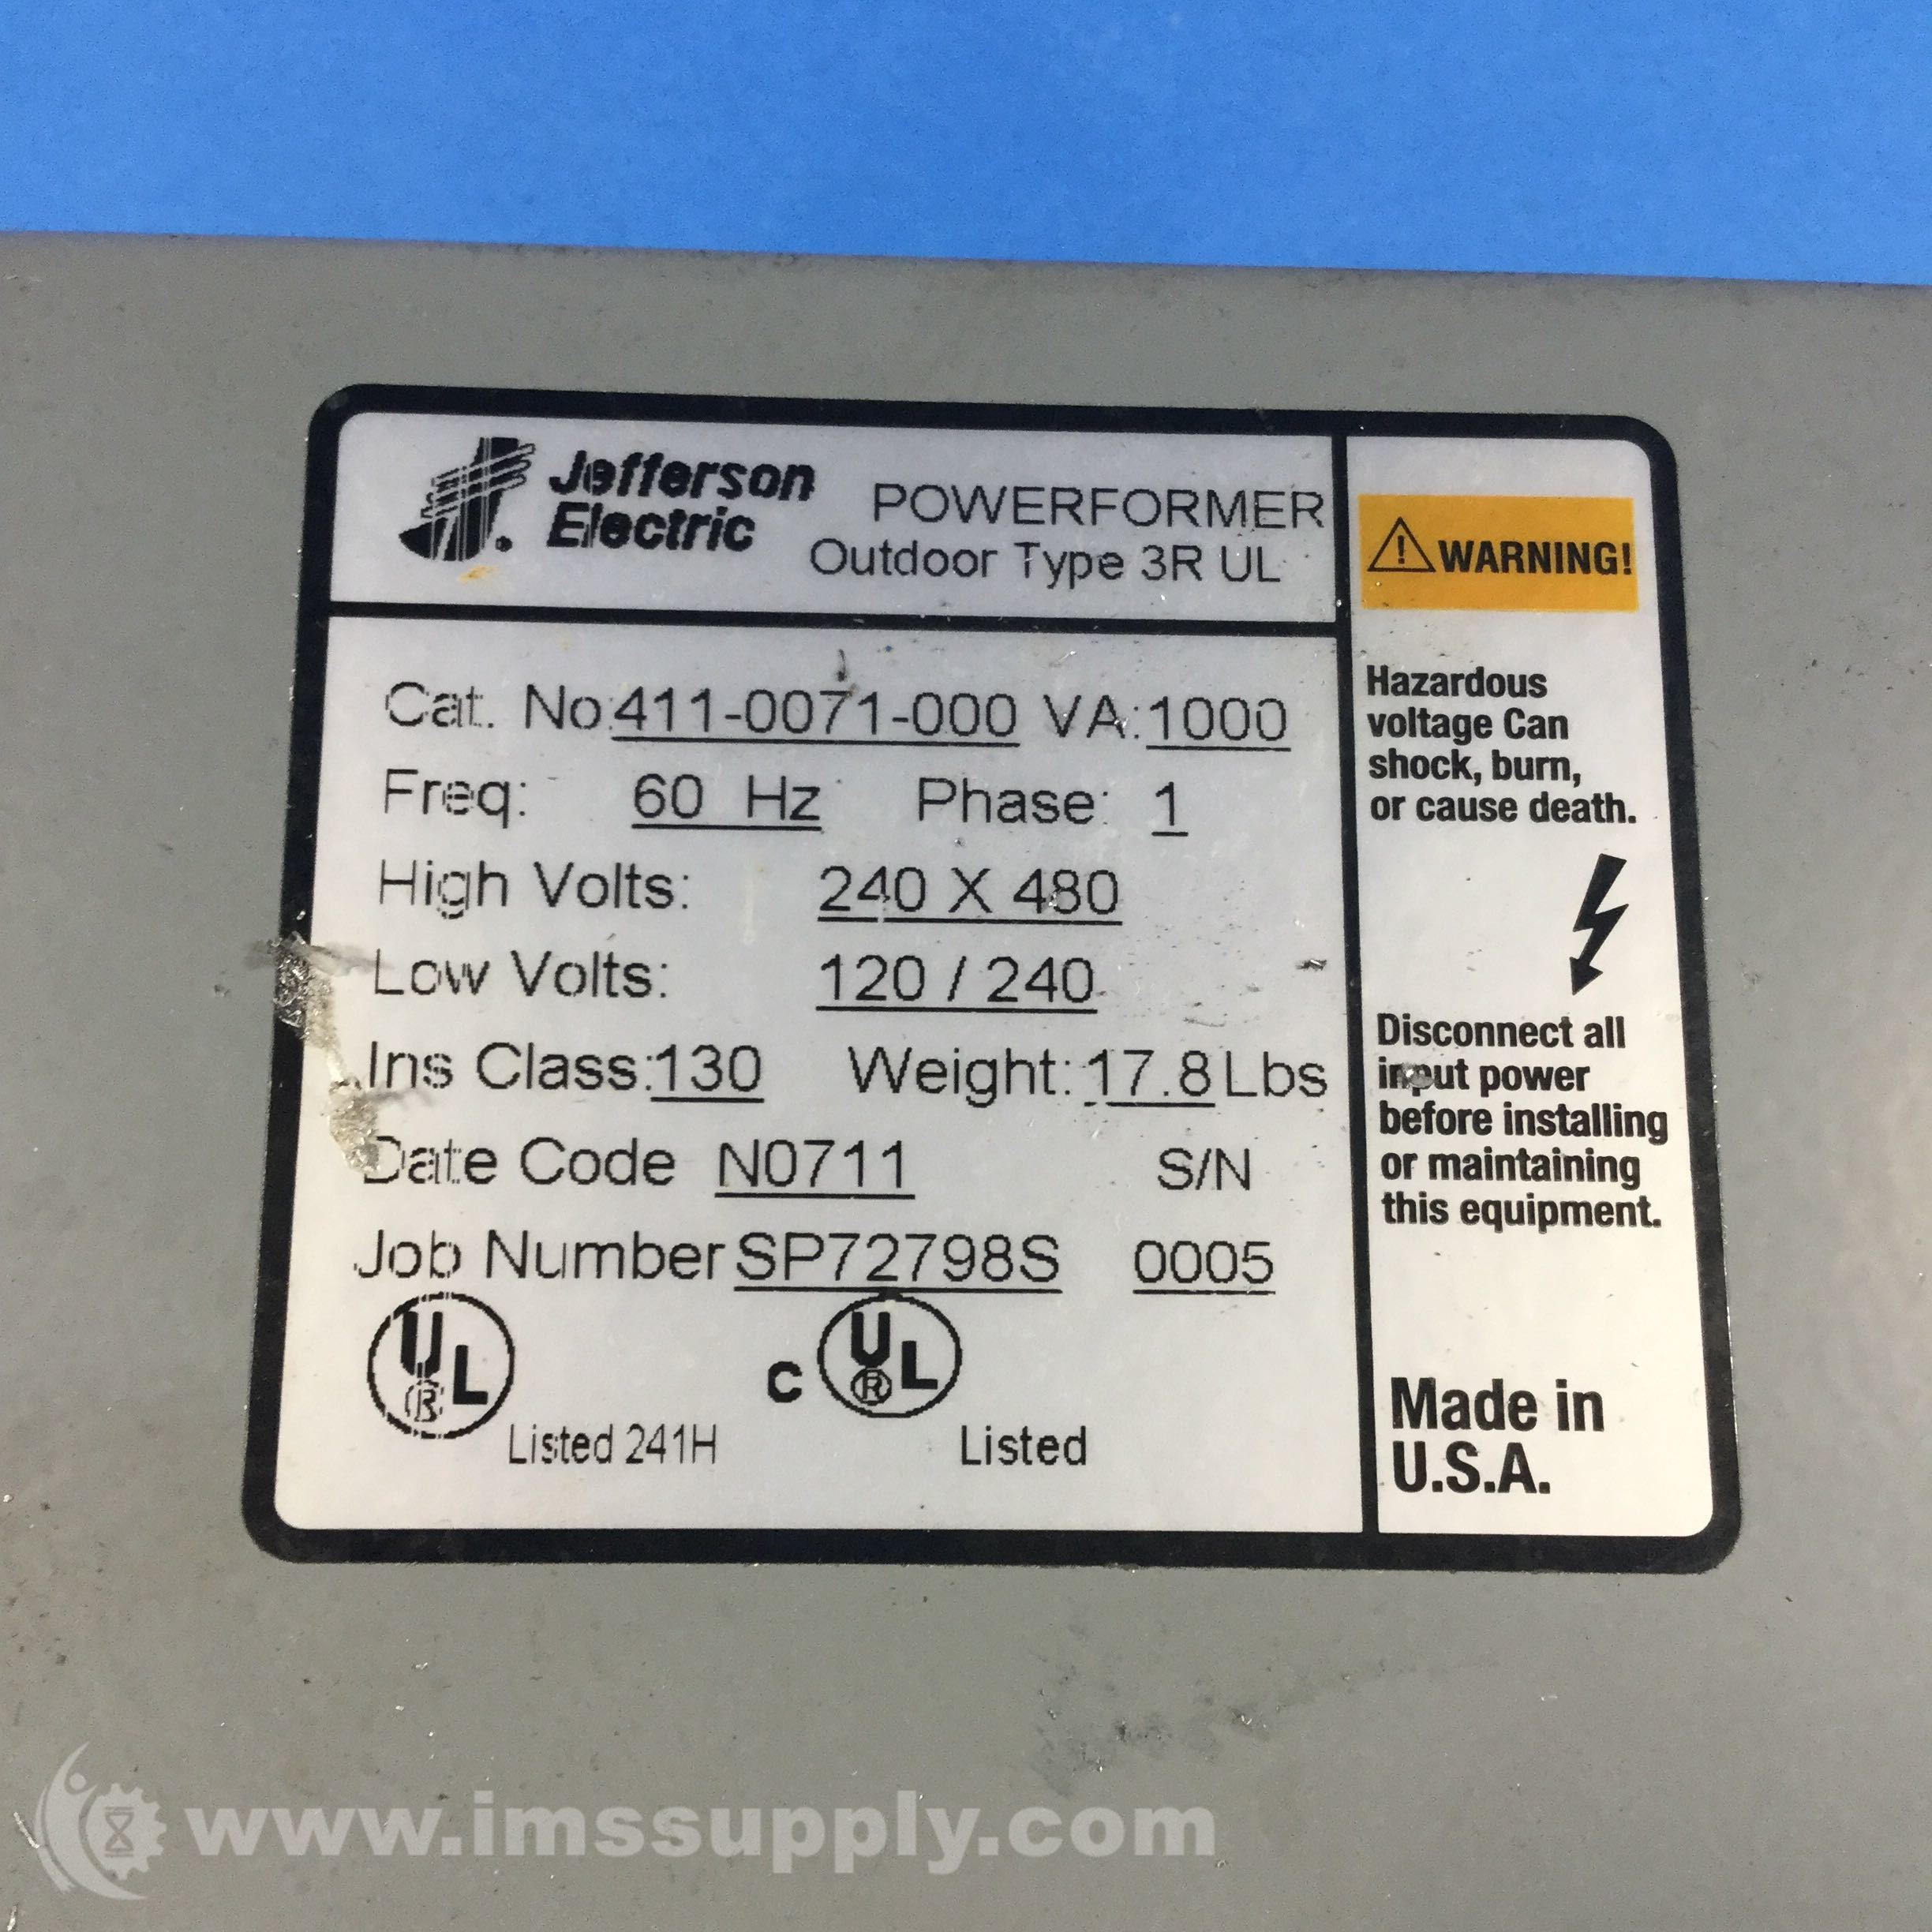 Jefferson
Electric
POWERFORMER
Outdoor Type 3R UL
Cat. No: 411-0071-000 VA: 1000
Freq: 60 Hz Phase: 1
High Volts: 240 X 480
Low Volts: 120 / 240
Ins Class: 130 Weight: 17.8 Lbs
Date Code N0711 S/N
Job Number SP72798S 0005
UL ®
Listed 241H
C UL ®
Listed
WARNING!
Hazardous
voltage Can
shock, burn,
or cause death.
Disconnect all
input power
before installing
or maintaining
this equipment.
Made in
U.S.A.
www.imssupply.com